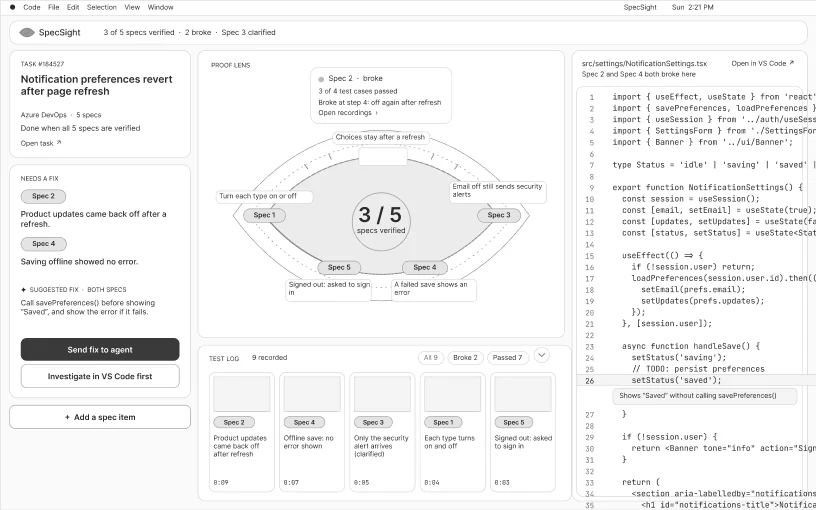 Code File Edit Selection View Window SpecSight Sun 2:21 PM
SpecSight 3 of 5 specs verified · 2 broke · Spec 3 clarified
TASK #184527
Notification preferences revert
after page refresh
Azure DevOps · 5 specs
Done when all 5 specs are verified
Open task ↗
NEEDS A FIX
Spec 2
Product updates came back off after a
refresh.
Spec 4
Saving offline showed no error.
✦ SUGGESTED FIX · BOTH SPECS
Call savePreferences() before showing
"Saved", and show the error if it fails.
Send fix to agent
Investigate in VS Code first
+ Add a spec item
PROOF LENS
Spec 2 · broke
3 of 4 test cases passed
Broke at step 4: off again after refresh
Open recordings ›
Choices stay after a refresh
Turn each type on or off
Spec 1
Email off still sends security
alerts
Spec 3
3 / 5
specs verified
Spec 5
Spec 4
Signed out: asked to sign
in
A failed save shows an
error
TEST LOG 9 recorded
All 9
Broke 2
Passed 7
Spec 2
Product updates
came back off
after refresh
0:09
Spec 4
Offline save: no
error shown
0:07
Spec 3
Only the security
alert arrives
(clarified)
0:05
Spec 1
Each type turns
on and off
0:04
Spec 5
Signed out: asked
to sign in
0:03
src/settings/NotificationSettings.tsx Open in VS Code ↗
Spec 2 and Spec 4 both broke here
1 import { useEffect, useState } from 'react'
2 import { savePreferences, loadPreferences }
3 import { useSession } from '../auth/useSess
4 import { SettingsForm } from './SettingsFor
5 import { Banner } from '../ui/Banner';
6
7 type Status = 'idle' | 'saving' | 'saved' |
8
9 export function NotificationSettings() {
10 const session = useSession();
11 const [email, setEmail] = useState(true);
12 const [updates, setUpdates] = useState(fa
13 const [status, setStatus] = useState<Stat
14
15 useEffect(() => {
16 if (!session.user) return;
17 loadPreferences(session.user.id).then((
18 setEmail(prefs.email);
19 setUpdates(prefs.updates);
20 });
21 }, [session.user]);
22
23 async function handleSave() {
24 setStatus('saving');
25 // TODO: persist preferences
26 setStatus('saved');
Shows "Saved" without calling savePreferences()
27 }
28
29 if (!session.user) {
30 return <Banner tone="info" action="Sign
31 }
32
33 return (
34 <section aria-labelledby="notifications
35 <h1 id="notifications-title">Notifica